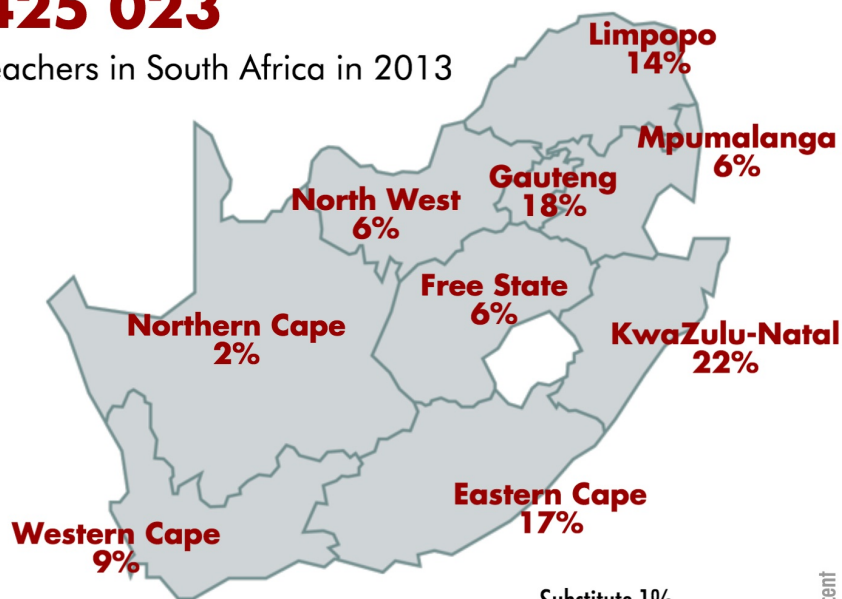 425 023
eachers in South Africa in 2013
Limpopo
14%
Mpumalanga
6%
Gauteng
18%
North West
6%
Free State
6%
Northern Cape
2%
KwaZulu-Natal
22%
Eastern Cape
17%
Western Cape
9%
Substitute 1%